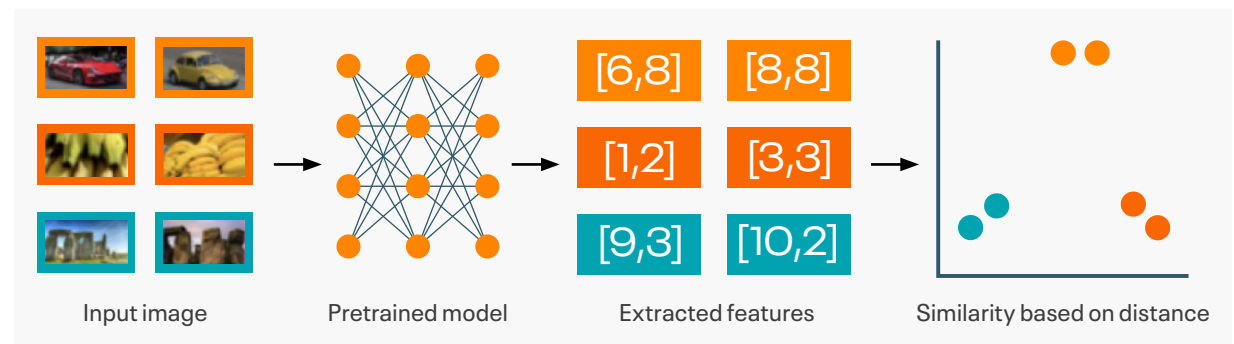 [6,8] [8,8]
[1,2] [3,3]
[9,3] [10,2]
Input image Pretrained model Extracted features Similarity based on distance